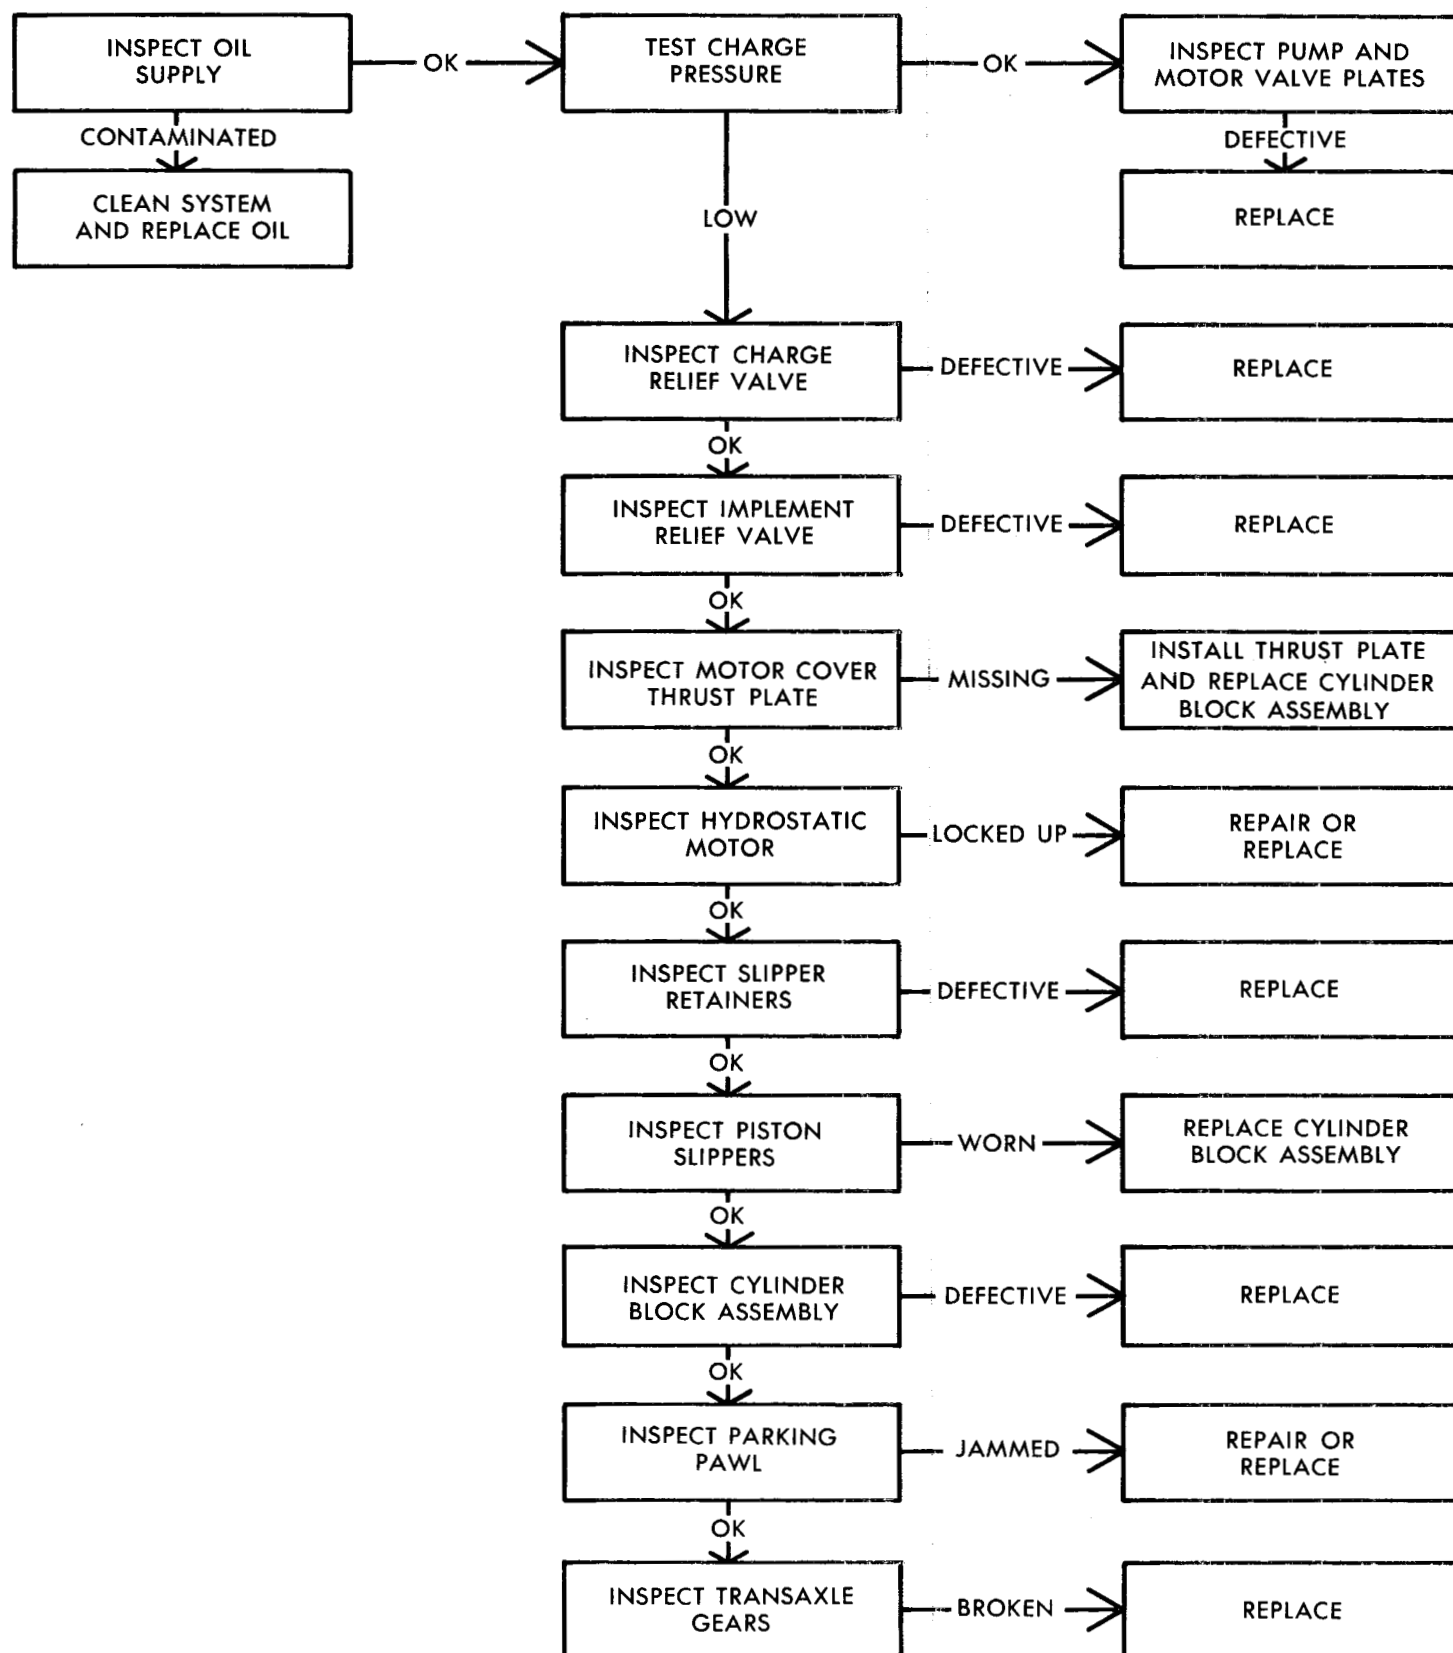 INSPECT OIL
SUPPLY
OK
TEST CHARGE
PRESSURE
OK
INSPECT PUMP AND
MOTOR VALVE PLATES
CONTAMINATED
DEFECTIVE
CLEAN SYSTEM
AND REPLACE OIL
LOW
REPLACE
INSPECT CHARGE
RELIEF VALVE
DEFECTIVE
REPLACE
OK
INSPECT IMPLEMENT
RELIEF VALVE
DEFECTIVE
REPLACE
OK
INSPECT MOTOR COVER
THRUST PLATE
MISSING
INSTALL THRUST PLATE
AND REPLACE CYLINDER
BLOCK ASSEMBLY
OK
INSPECT HYDROSTATIC
MOTOR
LOCKED UP
REPAIR OR
REPLACE
OK
INSPECT SLIPPER
RETAINERS
DEFECTIVE
REPLACE
OK
INSPECT PISTON
SLIPPERS
WORN
REPLACE CYLINDER
BLOCK ASSEMBLY
OK
INSPECT CYLINDER
BLOCK ASSEMBLY
DEFECTIVE
REPLACE
OK
INSPECT PARKING
PAWL
JAMMED
REPAIR OR
REPLACE
OK
INSPECT TRANSAXLE
GEARS
BROKEN
REPLACE